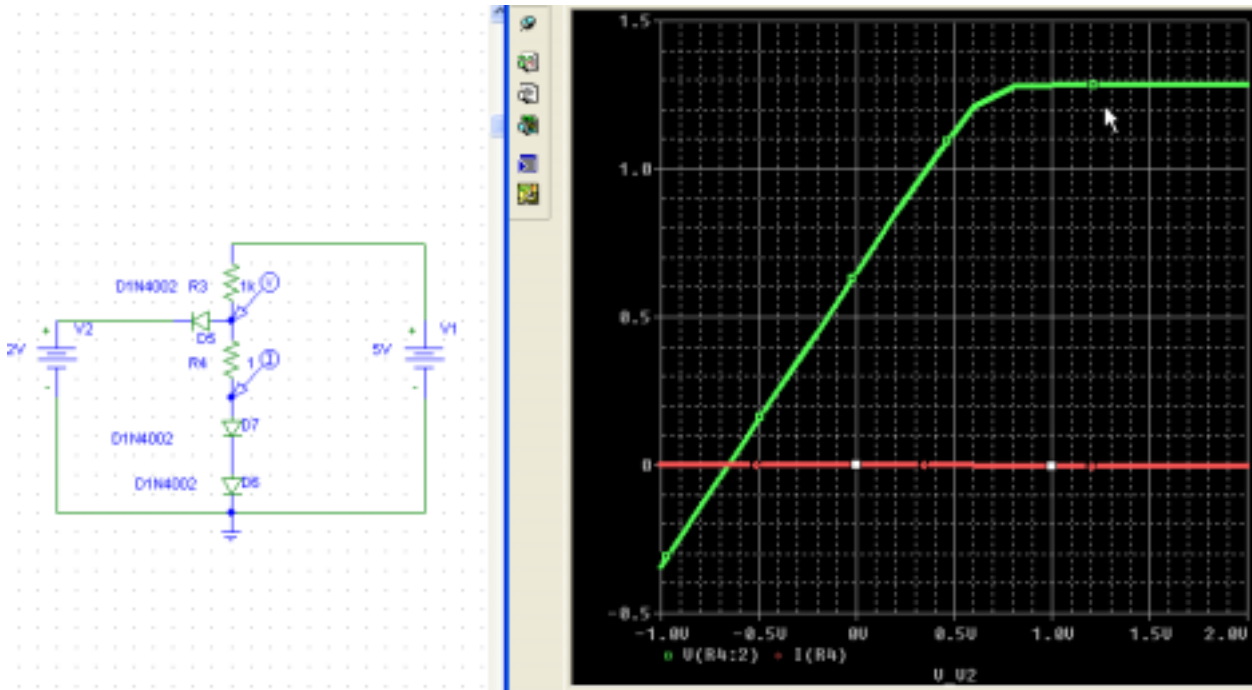 D1N4002 R3 1k V
V2 D5 V1
2V R4 1 I 5V
D7
D1N4002
D1N4002 D6
1.5
1.0
0.5
0
-0.5
-1.0V -0.5V 0V 0.5V 1.0V 1.5V 2.0V
V(R4:2) I(R4)
V_V2